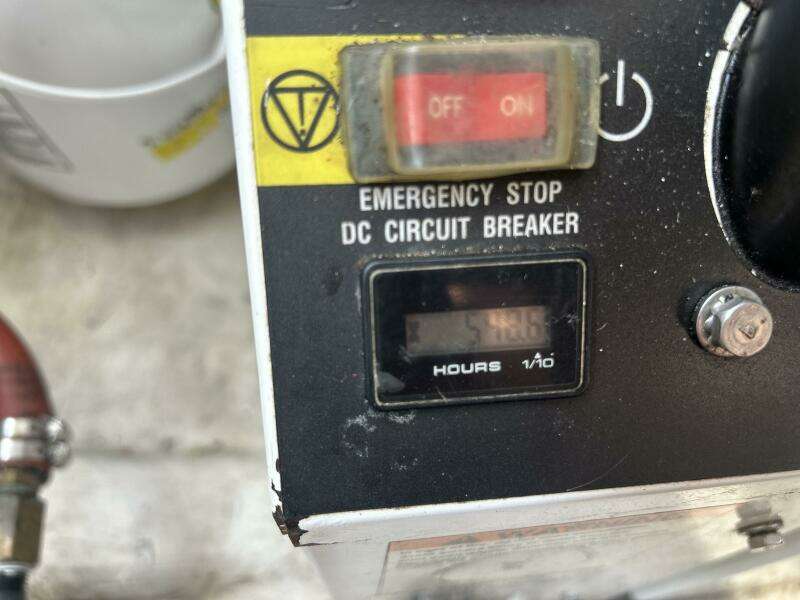 OFF ON
EMERGENCY STOP
DC CIRCUIT BREAKER
HOURS 1/10